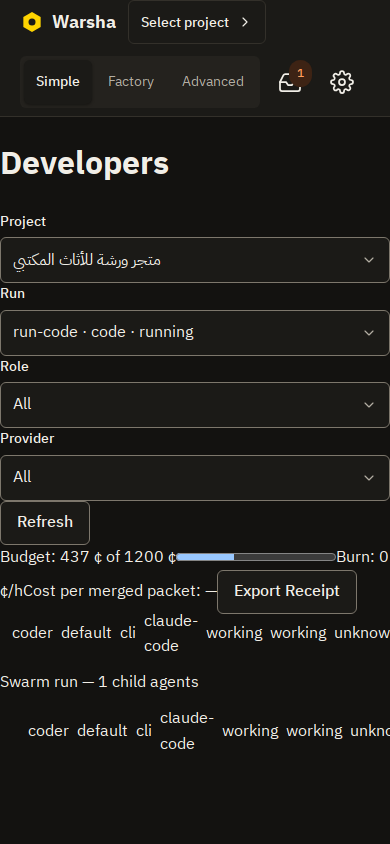 Warsha
Select project
Simple Factory Advanced 1
Developers
Project
متجر ورشة للأثاث المكتبي
Run
run-code · code · running
Role
All
Provider
All
Refresh
Budget: 437 ¢ of 1200 ¢ Burn: 0
¢/hCost per merged packet: — Export Receipt
coder default cli claude-code working working unknow
Swarm run — 1 child agents
coder default cli claude-code working working unkno